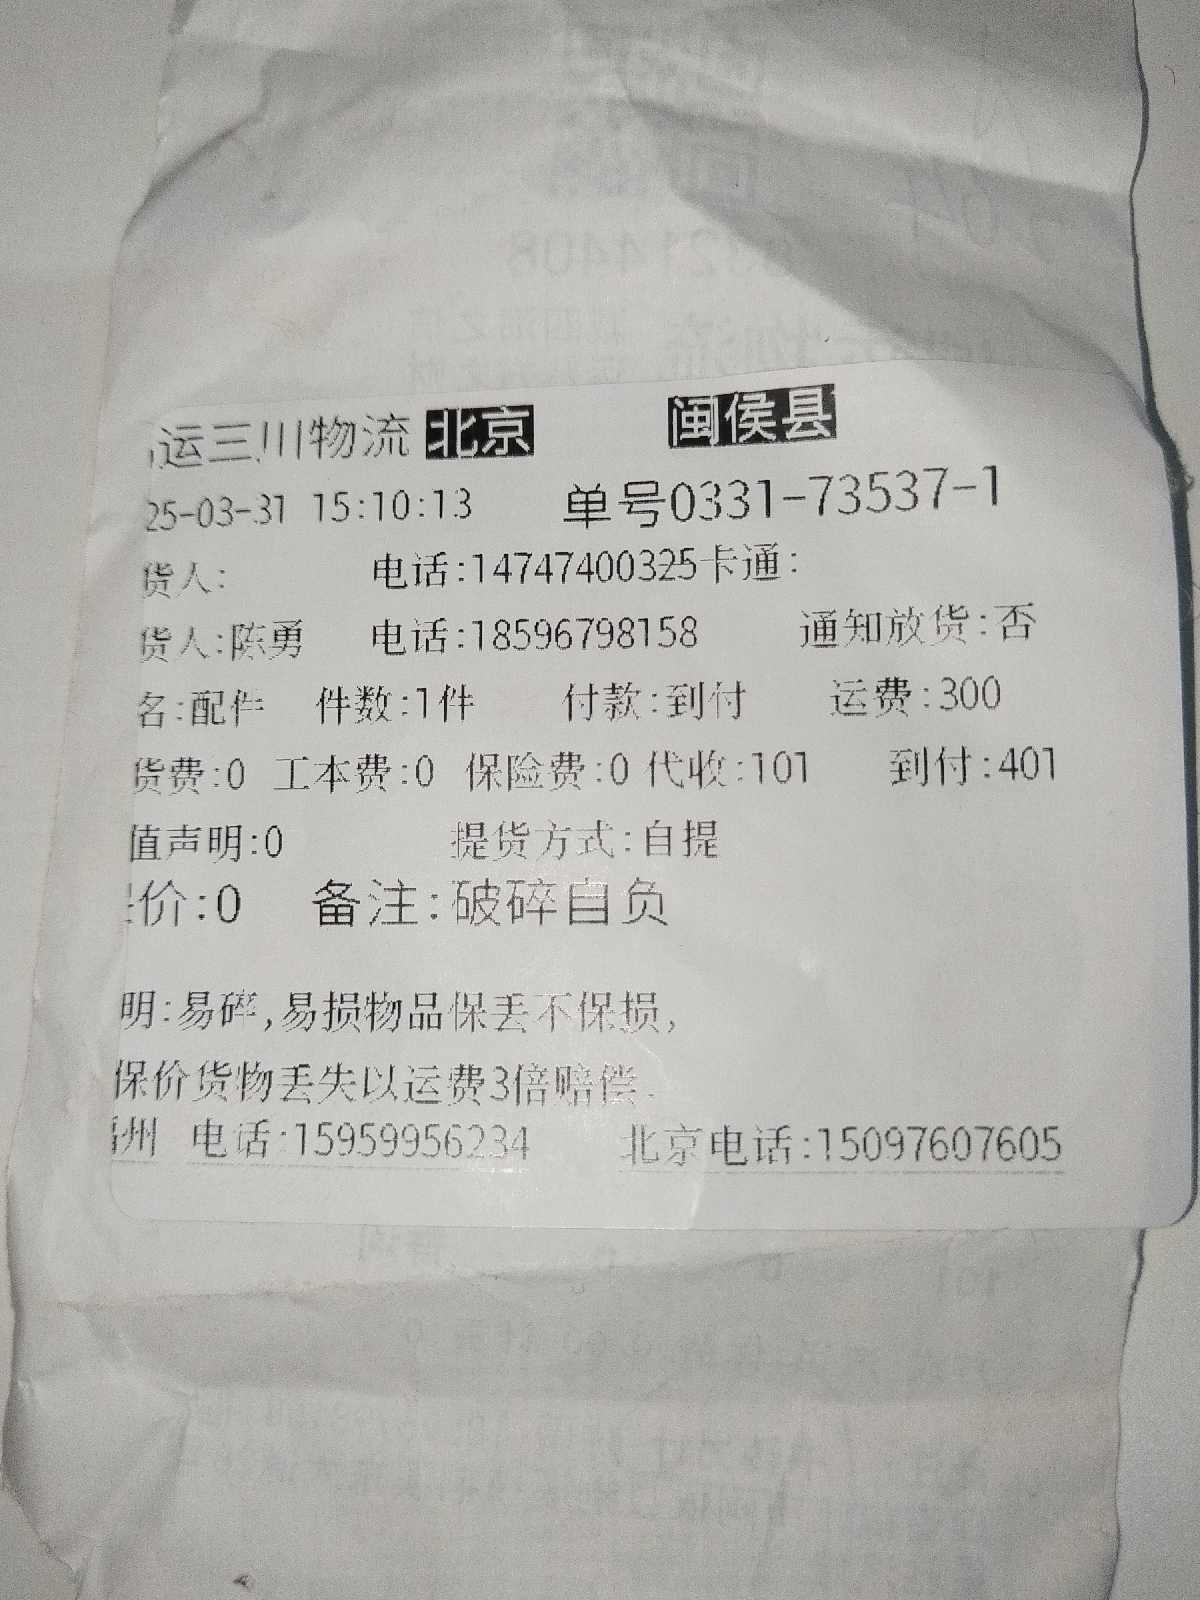 运三川物流 北京 闽侯县
25-03-31 15:10:13 单号0331-73537-1
货人: 电话:14747400325卡通:
货人:陈勇 电话:18596798158 通知放货:否
名:配件 件数:1件 付款:到付 运费:300
货费:0 工本费:0 保险费:0 代收:101 到付:401
值声明:0 提货方式:自提
价:0 备注:破碎自负
明:易碎,易损物品保丢不保损,
保价货物丢失以运费3倍赔偿.
州 电话:15959956234 北京电话:15097607605